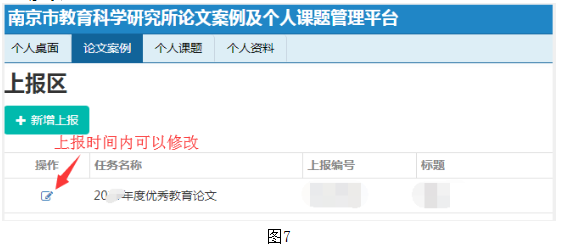 南京市教育科学研究所论文案例及个人课题管理平台
个人桌面 论文案例 个人课题 个人资料
上报区
+ 新增上报
上报时间内可以修改
操作 任务名称 上报编号 标题
20 年度优秀教育论文
图7